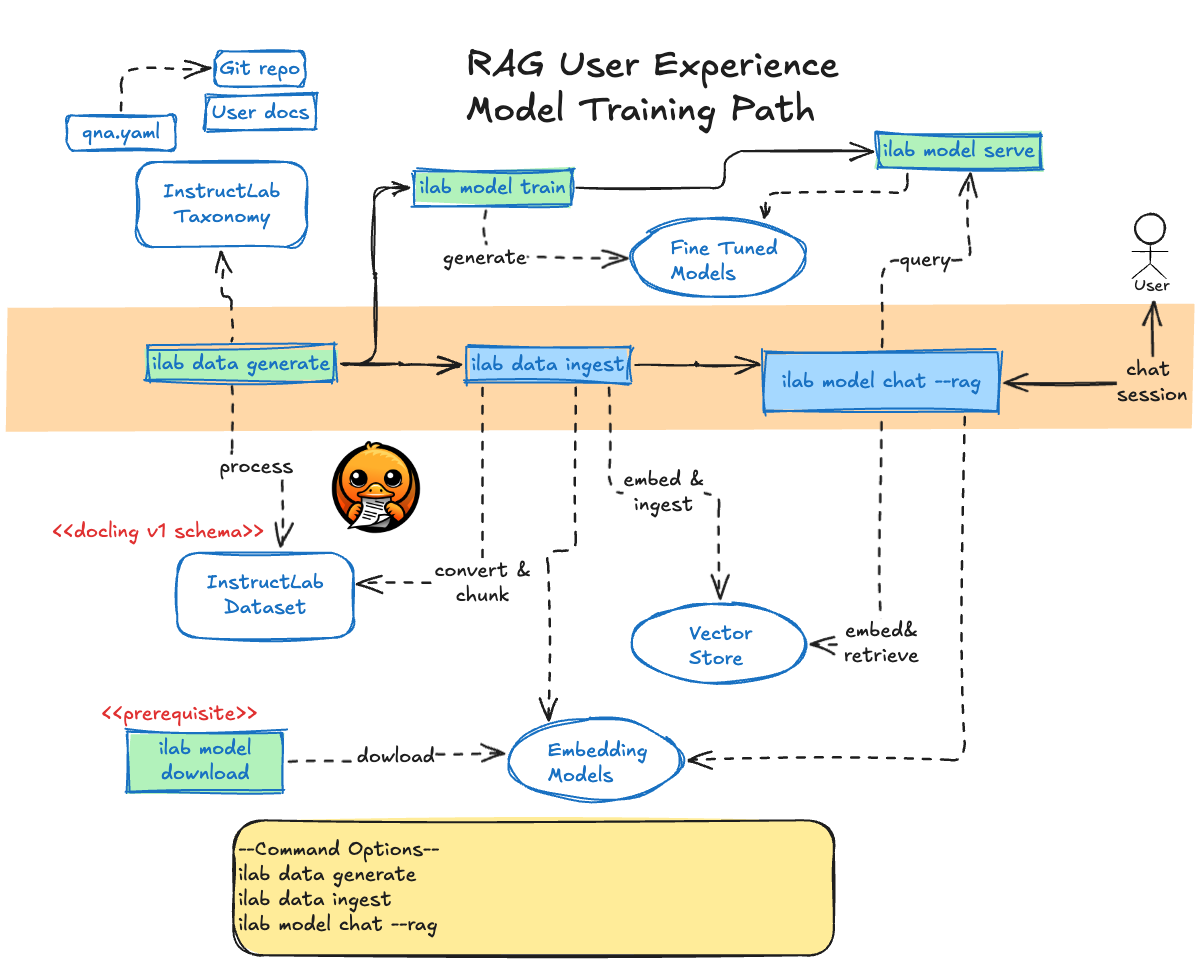 RAG User Experience
Model Training Path
Git repo
User docs
qna.yaml
InstructLab
Taxonomy
ilab model train
ilab model serve
generate
Fine Tuned
Models
query
User
ilab data generate
ilab data ingest
ilab model chat --rag
chat
session
process
embed &
ingest
<<docling v1 schema>>
InstructLab
Dataset
convert &
chunk
Vector
Store
embed&
retrieve
<<prerequisite>>
ilab model
download
dowload
Embedding
Models
--Command Options--
ilab data generate
ilab data ingest
ilab model chat --rag